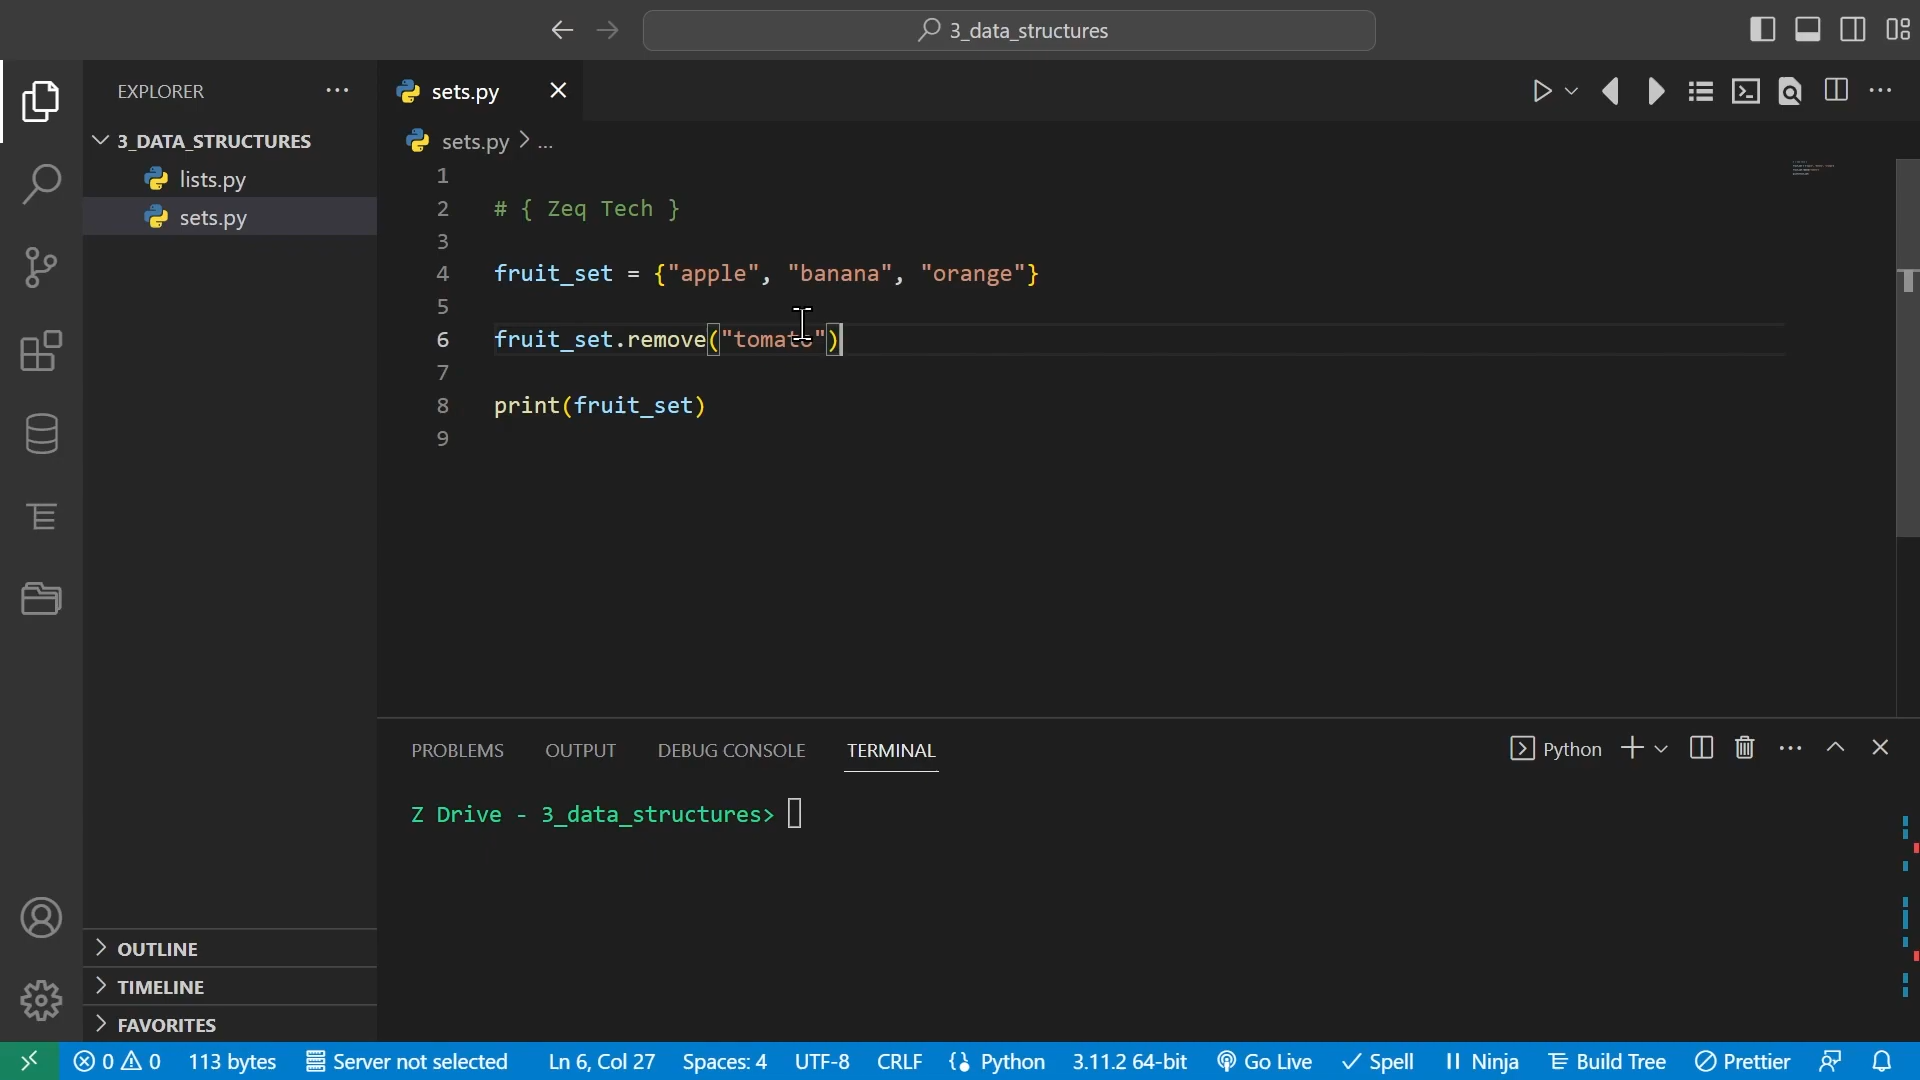 3_data_structures
EXPLORER
3_DATA_STRUCTURES
lists.py
sets.py
OUTLINE
TIMELINE
FAVORITES
sets.py
sets.py > ...
1
2 # { Zeq Tech }
3
4 fruit_set = {"apple", "banana", "orange"}
5
6 fruit_set.remove("tomato")
7
8 print(fruit_set)
9
PROBLEMS OUTPUT DEBUG CONSOLE TERMINAL
Python
Z Drive - 3_data_structures>
0 0 113 bytes Server not selected Ln 6, Col 27 Spaces: 4 UTF-8 CRLF Python 3.11.2 64-bit Go Live Spell Ninja Build Tree Prettier